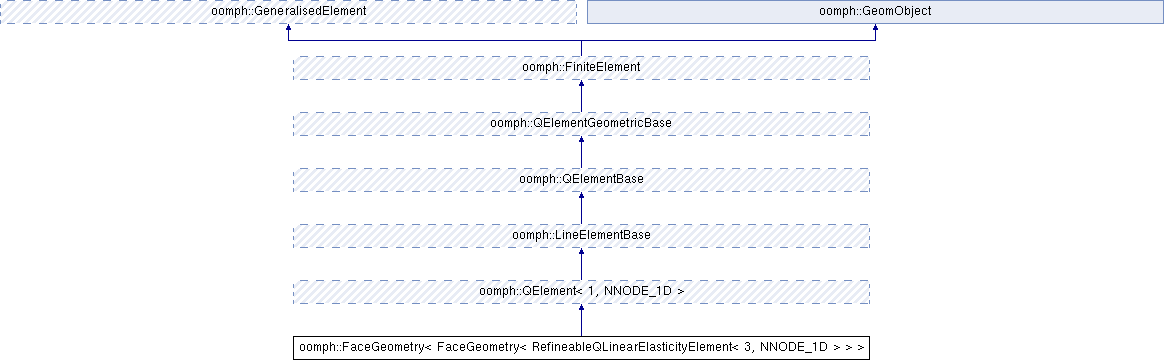 oomph::GeneralisedElement
oomph::GeomObject
oomph::FiniteElement
oomph::QElementGeometricBase
oomph::QElementBase
oomph::LineElementBase
oomph::QElement< 1, NNODE_1D >
oomph::FaceGeometry< FaceGeometry< RefineableQLinearElasticityElement< 3, NNODE_1D > > >